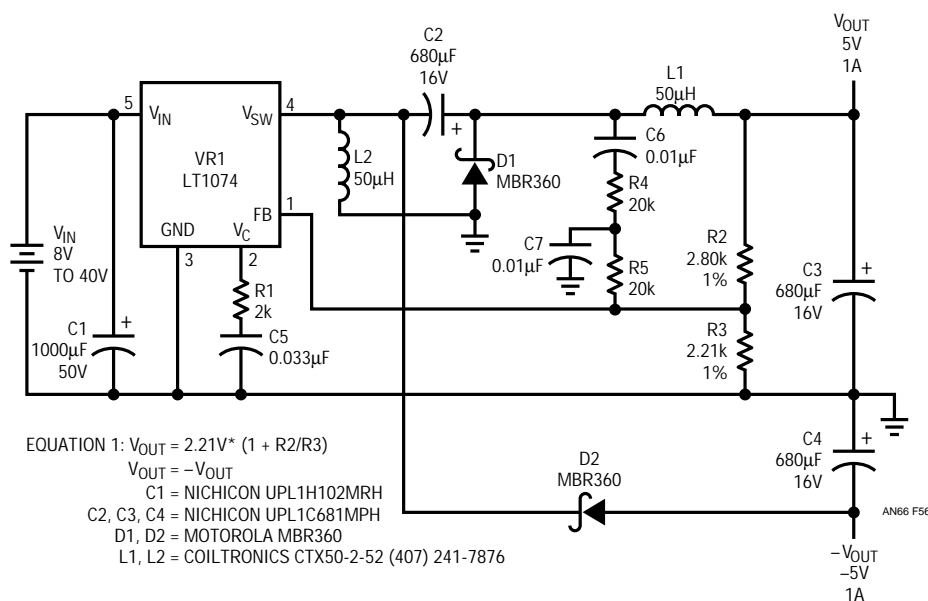 C2
680µF
16V
VOUT
5V
1A
L1
50µH
5
VIN
VSW
4
+
C6
0.01µF
VR1
LT1074
L2
50µH
D1
MBR360
R4
20k
FB
1
GND
VC
3
2
VIN
8V
TO 40V
C7
0.01µF
R5
20k
R2
2.80k
1%
C3
680µF
16V
+
R1
2k
C1
1000µF
50V
+
C5
0.033µF
R3
2.21k
1%
EQUATION 1: VOUT = 2.21V* (1 + R2/R3)
VOUT = –VOUT
C1 = NICHICON UPL1H102MRH
C2, C3, C4 = NICHICON UPL1C681MPH
D1, D2 = MOTOROLA MBR360
L1, L2 = COILTRONICS CTX50-2-52 (407) 241-7876
D2
MBR360
C4
680µF
16V
+
AN66 F56
–VOUT
–5V
1A